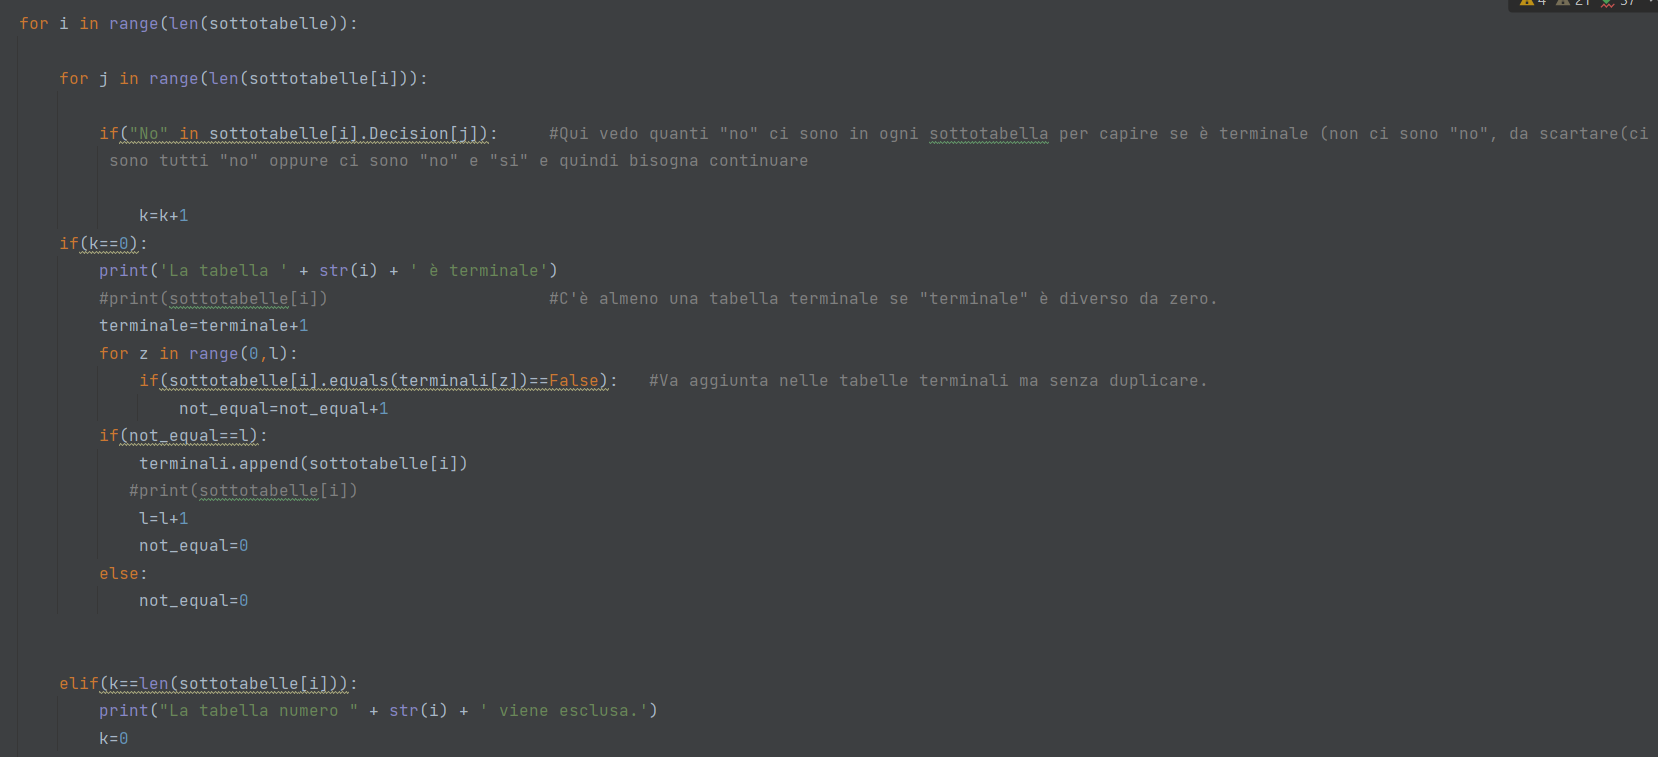 4 21 37
for i in range(len(sottotabelle)):
for j in range(len(sottotabelle[i])):
if("No" in sottotabelle[i].Decision[j]): #Qui vedo quanti "no" ci sono in ogni sottotabella per capire se è terminale (non ci sono "no", da scartare(ci
sono tutti "no" oppure ci sono "no" e "si" e quindi bisogna continuare
k=k+1
if(k==0):
print('La tabella ' + str(i) + ' è terminale')
#print(sottotabelle[i]) #C'è almeno una tabella terminale se "terminale" è diverso da zero.
terminale=terminale+1
for z in range(0,l):
if(sottotabelle[i].equals(terminali[z])==False): #Va aggiunta nelle tabelle terminali ma senza duplicare.
not_equal=not_equal+1
if(not_equal==l):
terminali.append(sottotabelle[i])
#print(sottotabelle[i])
l=l+1
not_equal=0
else:
not_equal=0
elif(k==len(sottotabelle[i])):
print("La tabella numero " + str(i) + ' viene esclusa.')
k=0